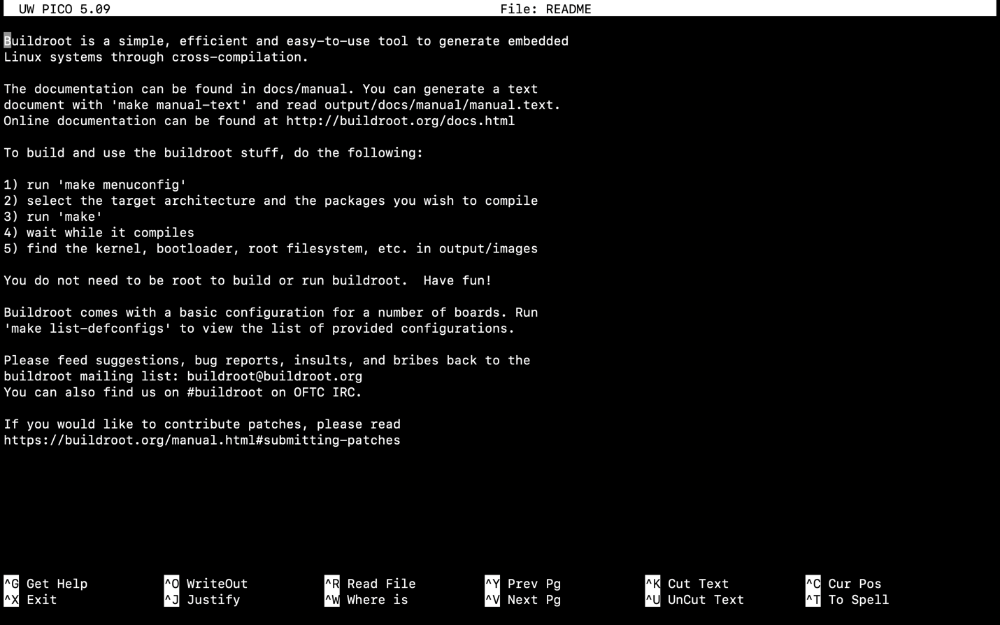 UW PICO 5.09 File: README
Buildroot is a simple, efficient and easy-to-use tool to generate embedded
Linux systems through cross-compilation.
The documentation can be found in docs/manual. You can generate a text
document with 'make manual-text' and read output/docs/manual/manual.text.
Online documentation can be found at http://buildroot.org/docs.html
To build and use the buildroot stuff, do the following:
1) run 'make menuconfig'
2) select the target architecture and the packages you wish to compile
3) run 'make'
4) wait while it compiles
5) find the kernel, bootloader, root filesystem, etc. in output/images
You do not need to be root to build or run buildroot.  Have fun!
Buildroot comes with a basic configuration for a number of boards. Run
'make list-defconfigs' to view the list of provided configurations.
Please feed suggestions, bug reports, insults, and bribes back to the
buildroot mailing list: buildroot@buildroot.org
You can also find us on #buildroot on OFTC IRC.
If you would like to contribute patches, please read
https://buildroot.org/manual.html#submitting-patches
^G Get Help ^O WriteOut ^R Read File ^Y Prev Pg ^K Cut Text ^C Cur Pos
^X Exit ^J Justify ^W Where is ^V Next Pg ^U UnCut Text ^T To Spell